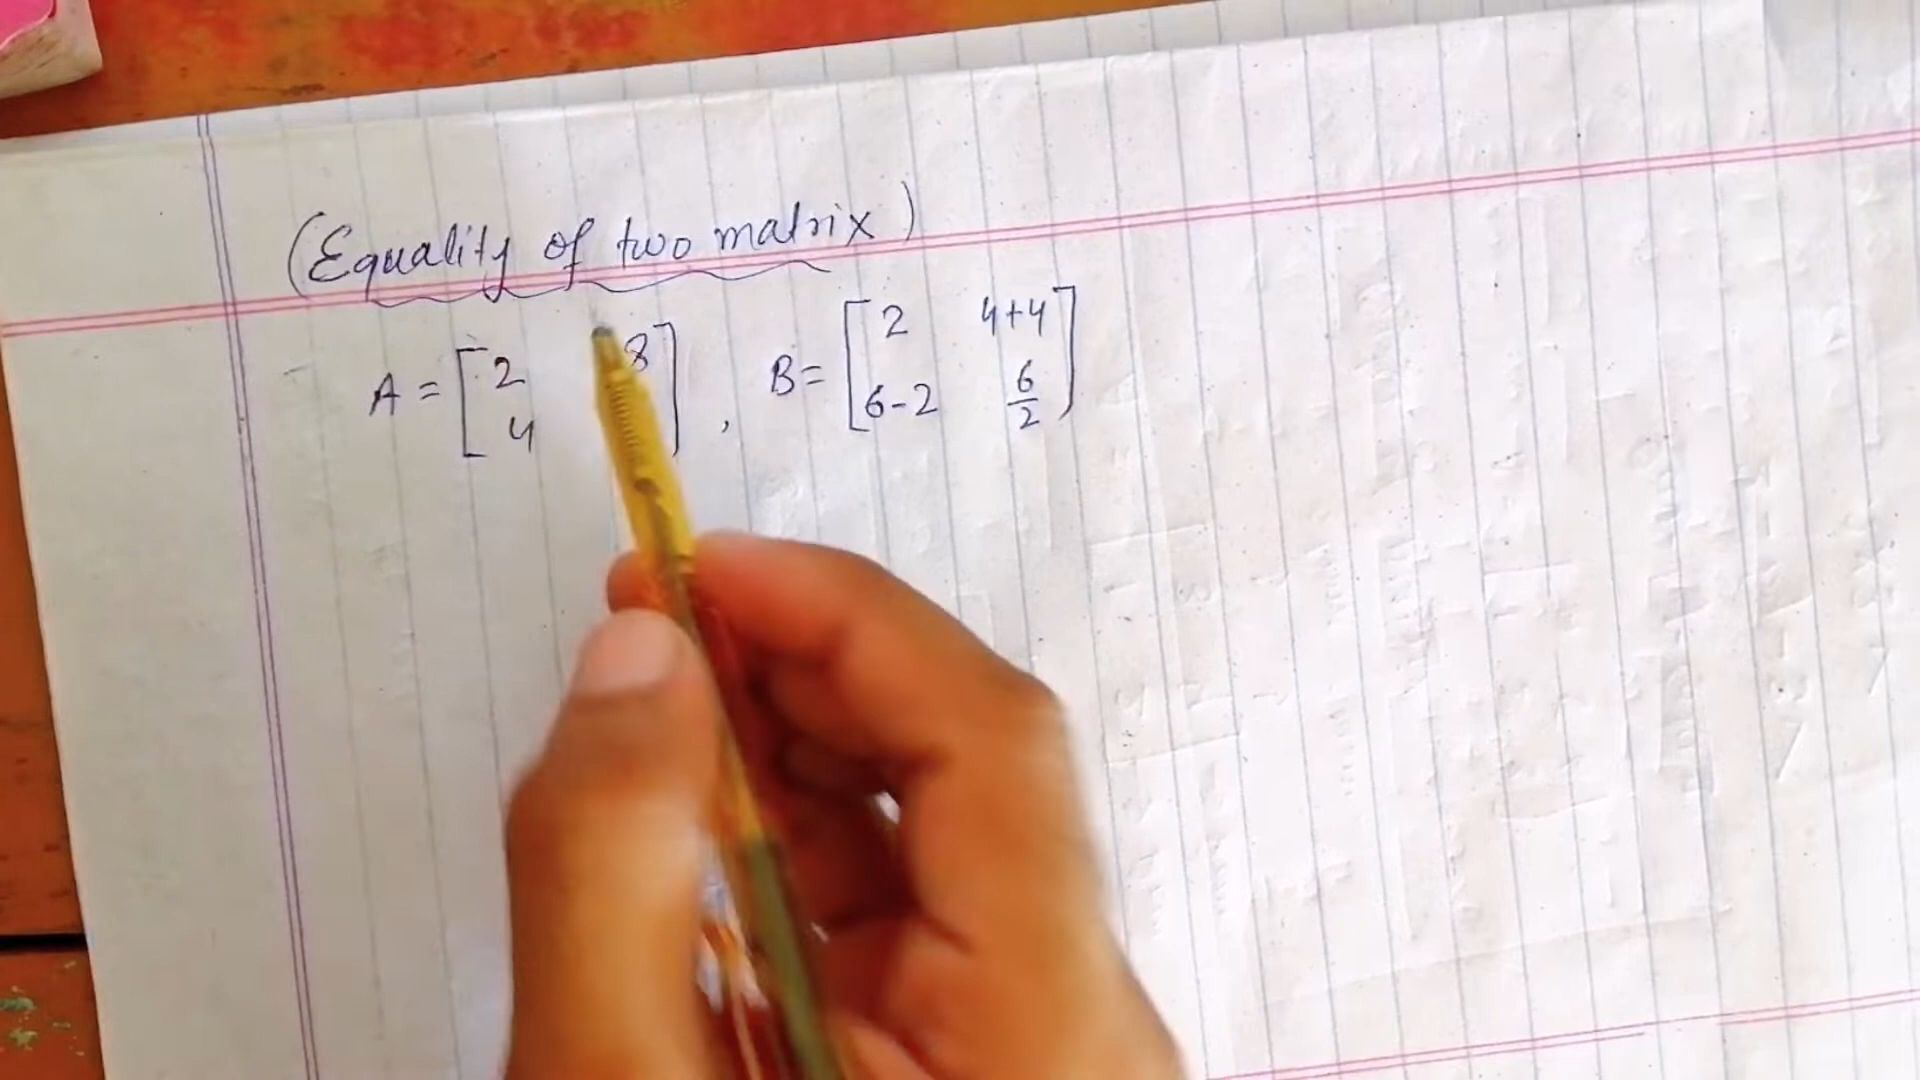 (Equality of two matrix)
A = [2 8
4 ] , B = [2 4+4
6-2 6/2]